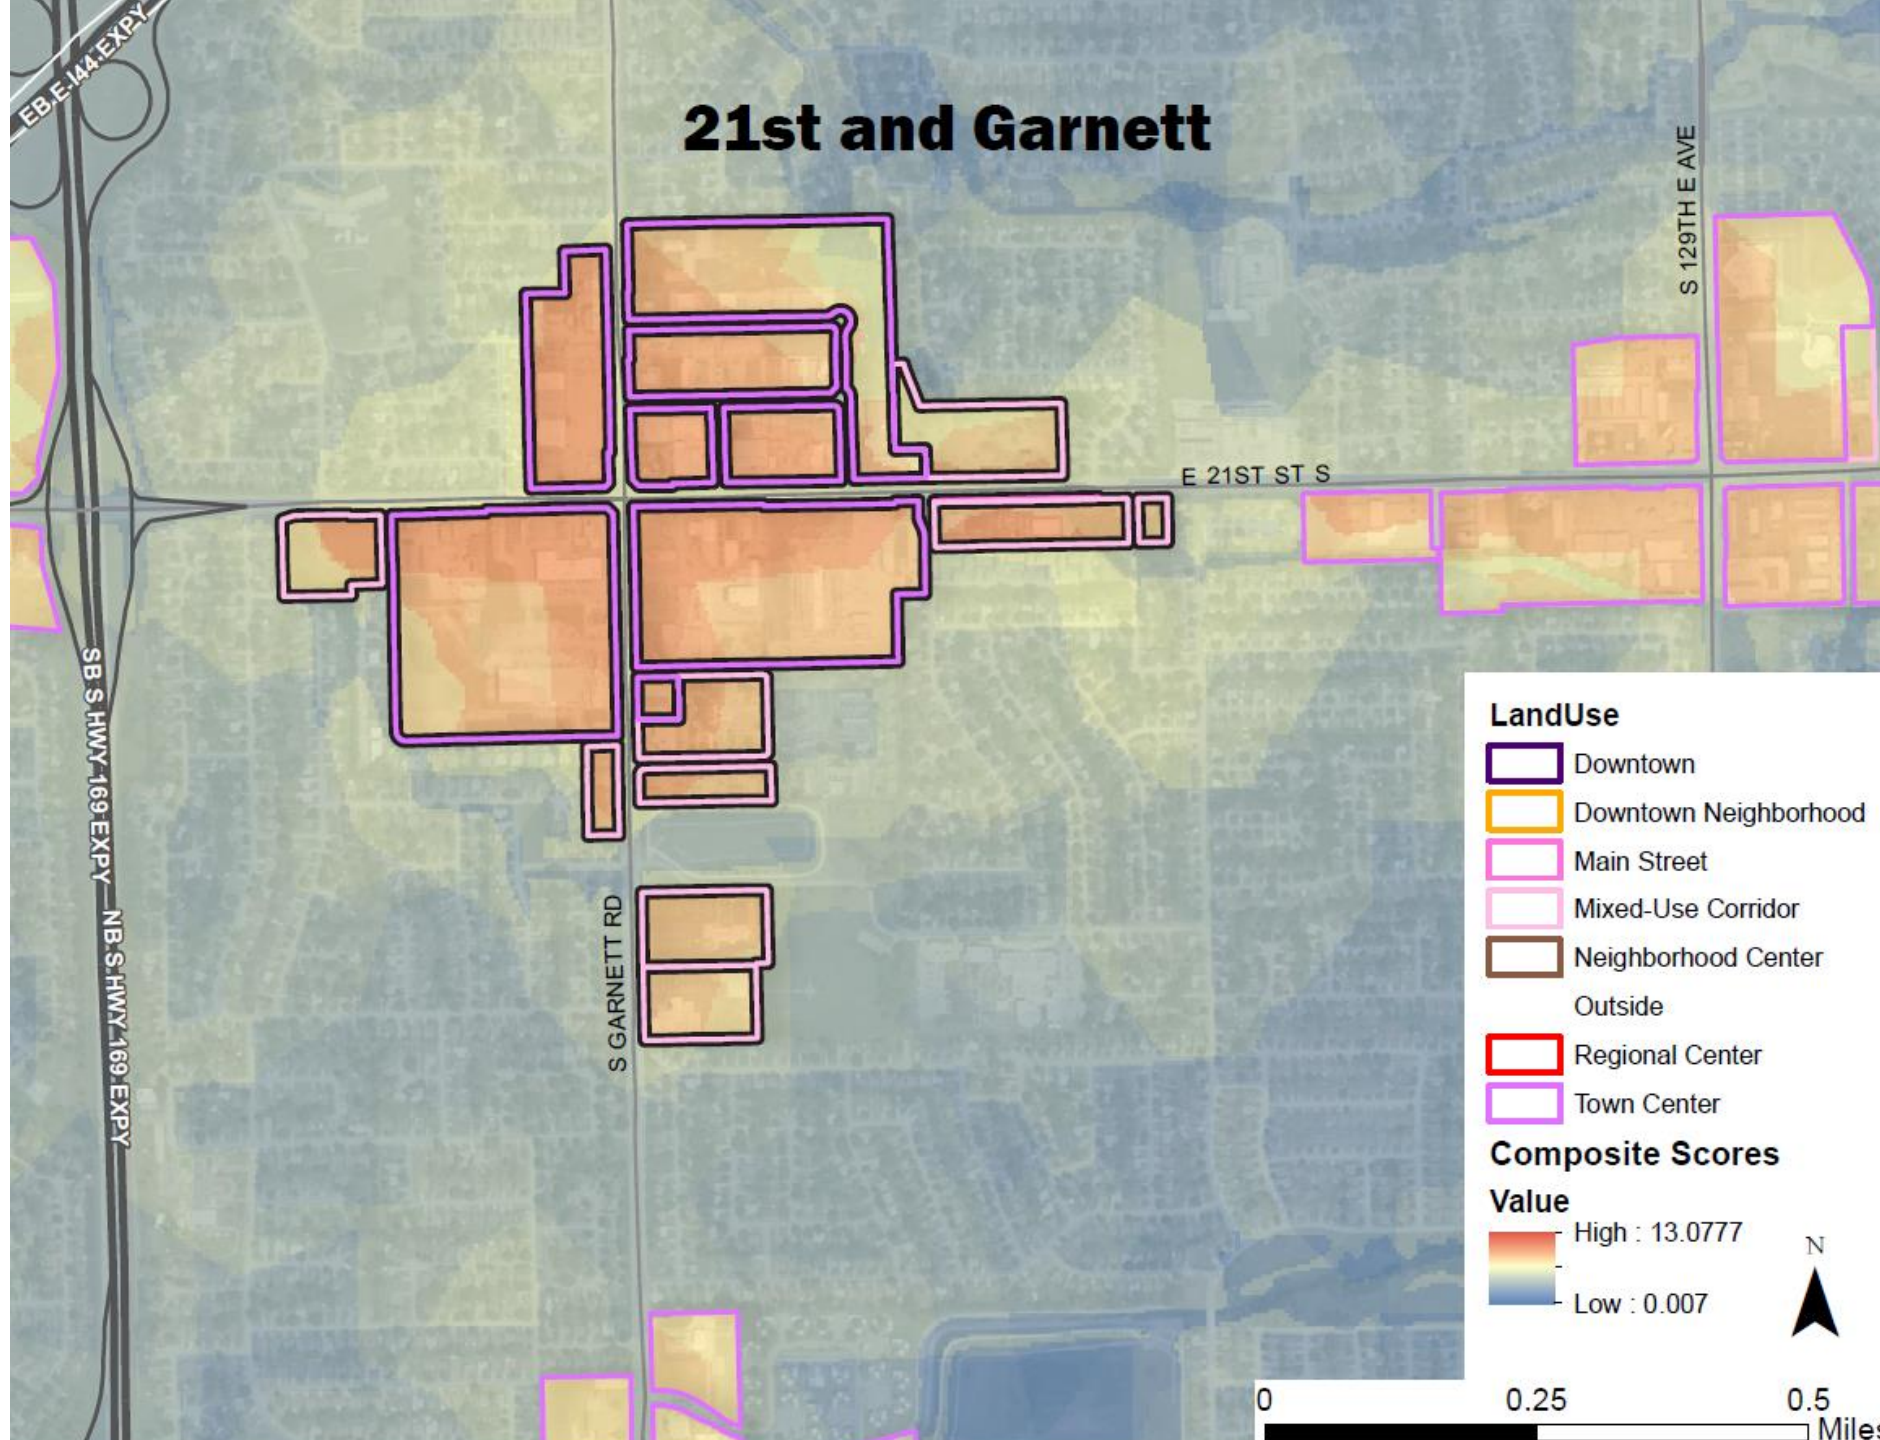 EB E-I44 EXPY
21st and Garnett
S 129TH E AVE
E 21ST ST S
SB S HWY 169 EXPY
NB S HWY 169 EXPY
S GARNETT RD
LandUse
Downtown
Downtown Neighborhood
Main Street
Mixed-Use Corridor
Neighborhood Center
Outside
Regional Center
Town Center
Composite Scores
Value
High : 13.0777
Low : 0.007
N
0 0.25 0.5
Miles